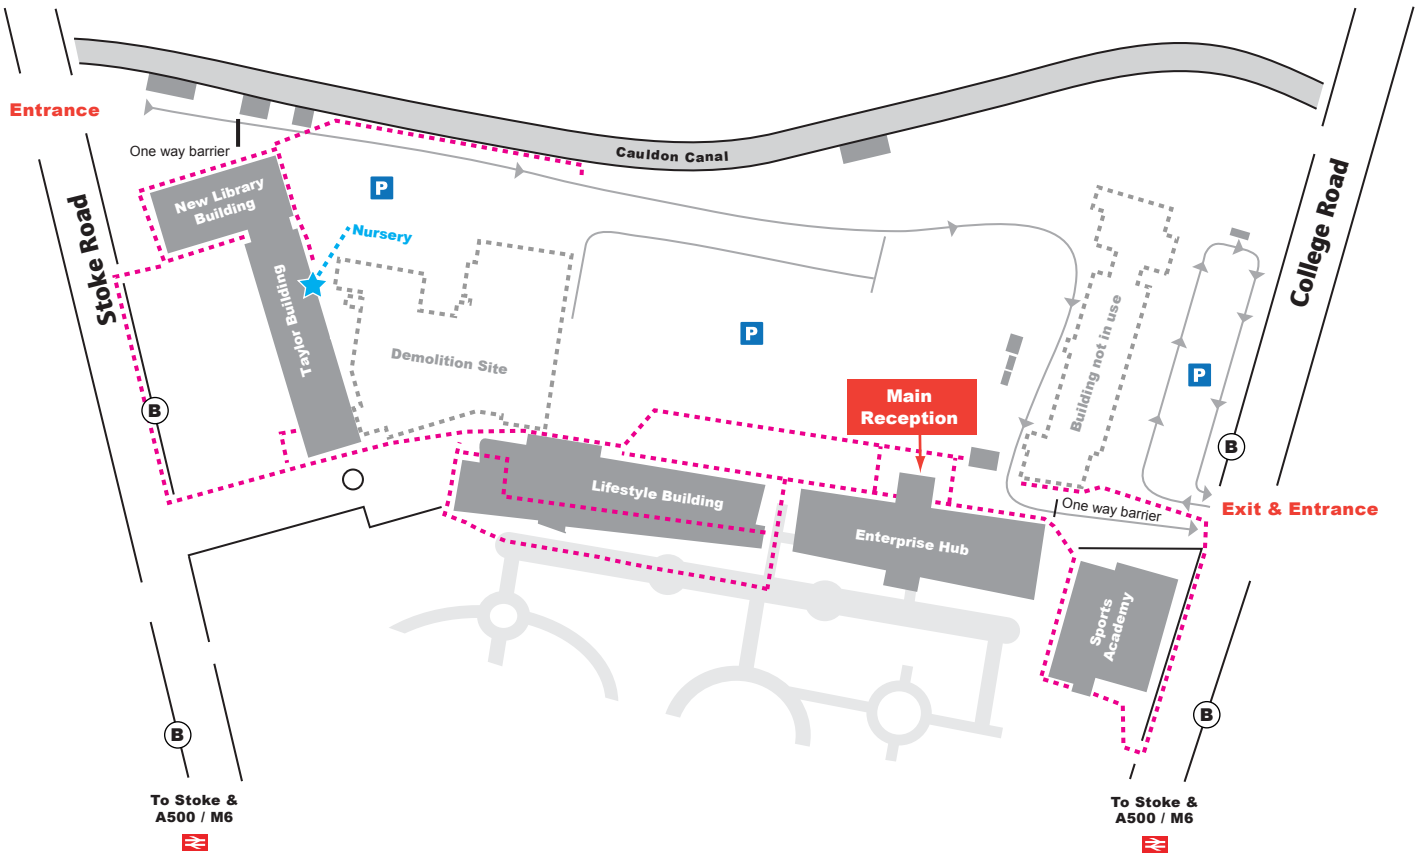 Entrance
One way barrier
Cauldon Canal
New Library
Building
P
Nursery
Stoke Road
Taylor Building
Demolition Site
P
Building not in use
College Road
P
B
B
Main
Reception
Lifestyle Building
Enterprise Hub
One way barrier
Exit & Entrance
Sports
Academy
B
B
To Stoke &
A500 / M6
To Stoke &
A500 / M6